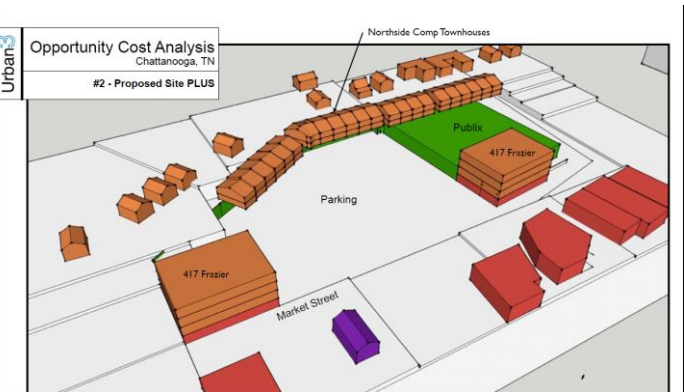 Urban3
Opportunity Cost Analysis
Chattanooga, TN
#2 - Proposed Site PLUS
Northside Comp Townhouses
Publix
417 Frazier
Parking
417 Frazier
Market Street